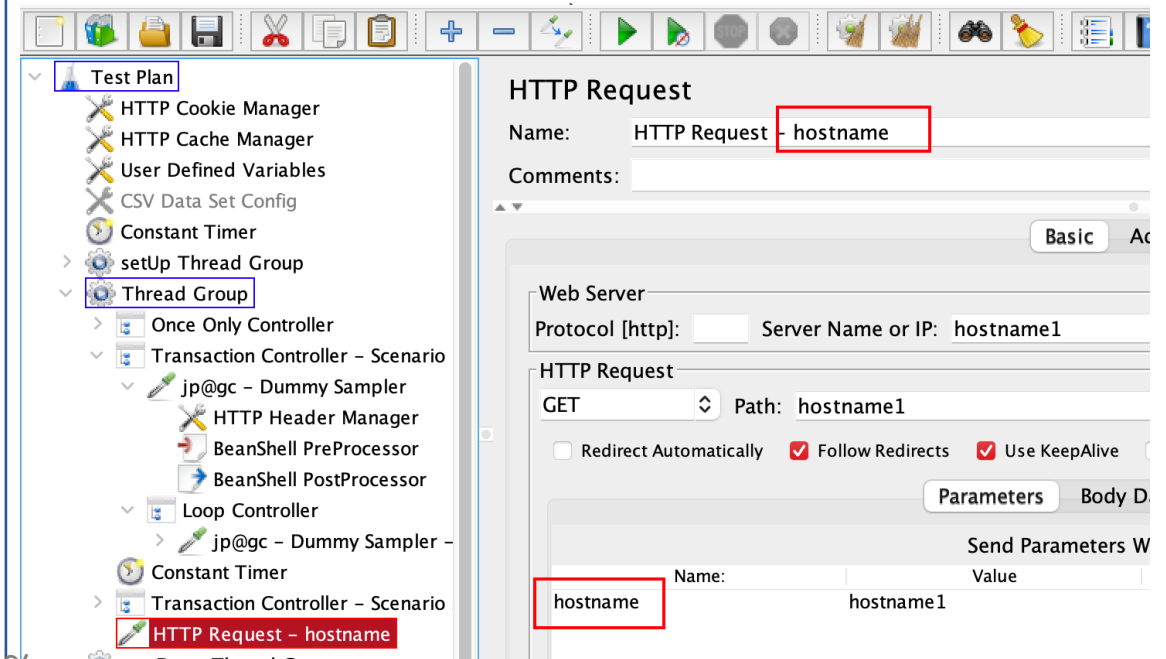 STOP
Test Plan
HTTP Cookie Manager
HTTP Cache Manager
User Defined Variables
CSV Data Set Config
Constant Timer
setUp Thread Group
Thread Group
Once Only Controller
Transaction Controller – Scenario
jp@gc – Dummy Sampler
HTTP Header Manager
BeanShell PreProcessor
BeanShell PostProcessor
Loop Controller
jp@gc – Dummy Sampler –
Constant Timer
Transaction Controller – Scenario
HTTP Request – hostname
HTTP Request
Name: HTTP Request – hostname
Comments:
Basic
Web Server
Protocol [http]: Server Name or IP: hostname1
HTTP Request
GET Path: hostname1
Redirect Automatically Follow Redirects Use KeepAlive
Parameters Body
Send Parameters
Name: Value
hostname hostname1